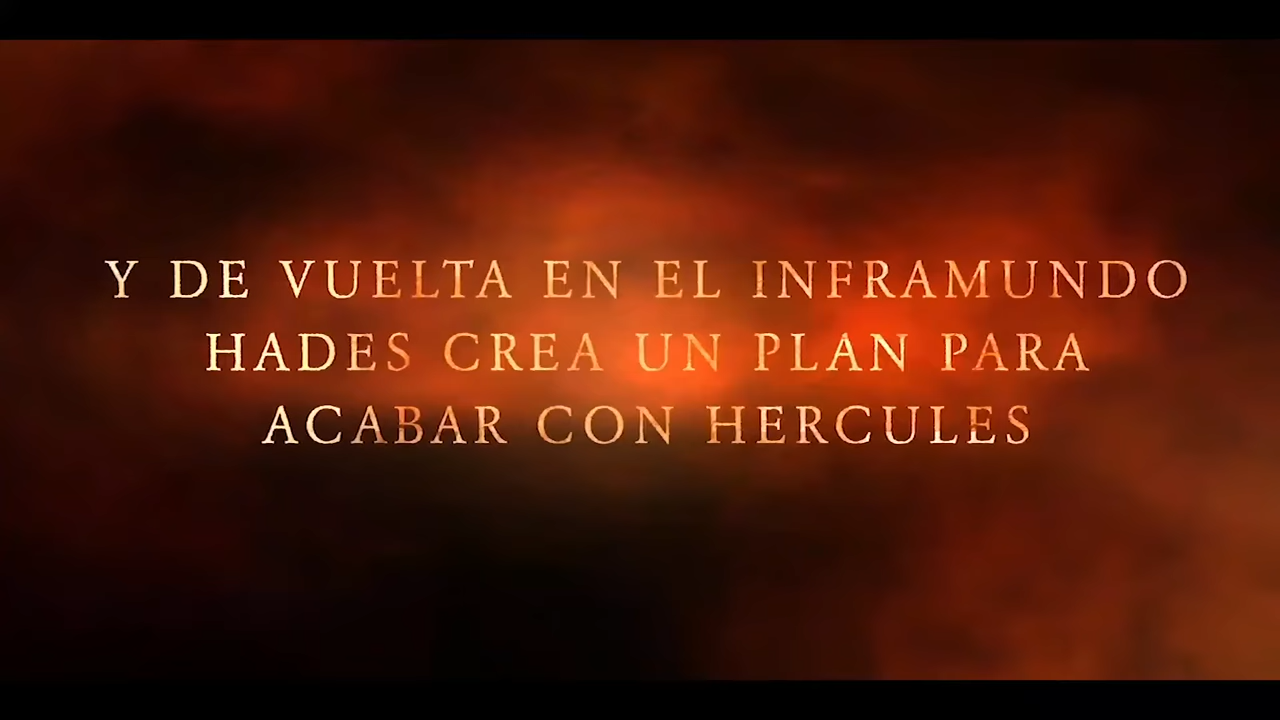 Y DE VUELTA EN EL INFRAMUNDO
HADES CREA UN PLAN PARA
ACABAR CON HERCULES